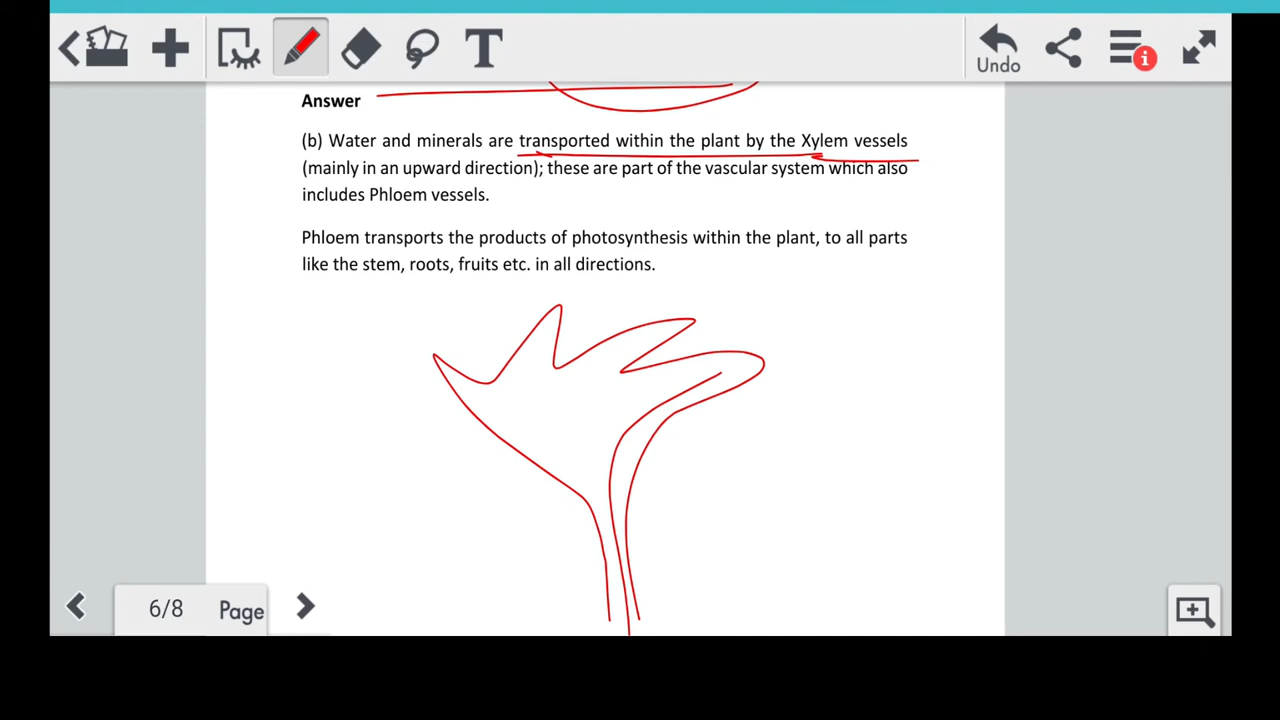 Undo
i
Answer
(b) Water and minerals are transported within the plant by the Xylem vessels
(mainly in an upward direction); these are part of the vascular system which also
includes Phloem vessels.
Phloem transports the products of photosynthesis within the plant, to all parts
like the stem, roots, fruits etc. in all directions.
6/8 Page